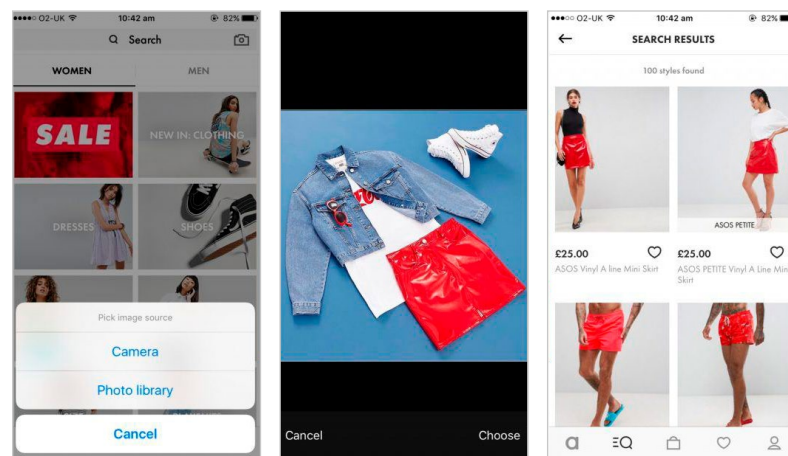 O2-UK 10:42 am 82%
Search
WOMEN MEN
SALE
NEW IN: CLOTHING
DRESSES
SHOES
Pick image source
Camera
Photo library
Cancel
Cancel Choose
O2-UK 10:42 am 82%
SEARCH RESULTS
100 styles found
ASOS PETITE
£25.00
ASOS Vinyl A line Mini Skirt
£25.00
ASOS PETITE Vinyl A Line Mini
Skirt